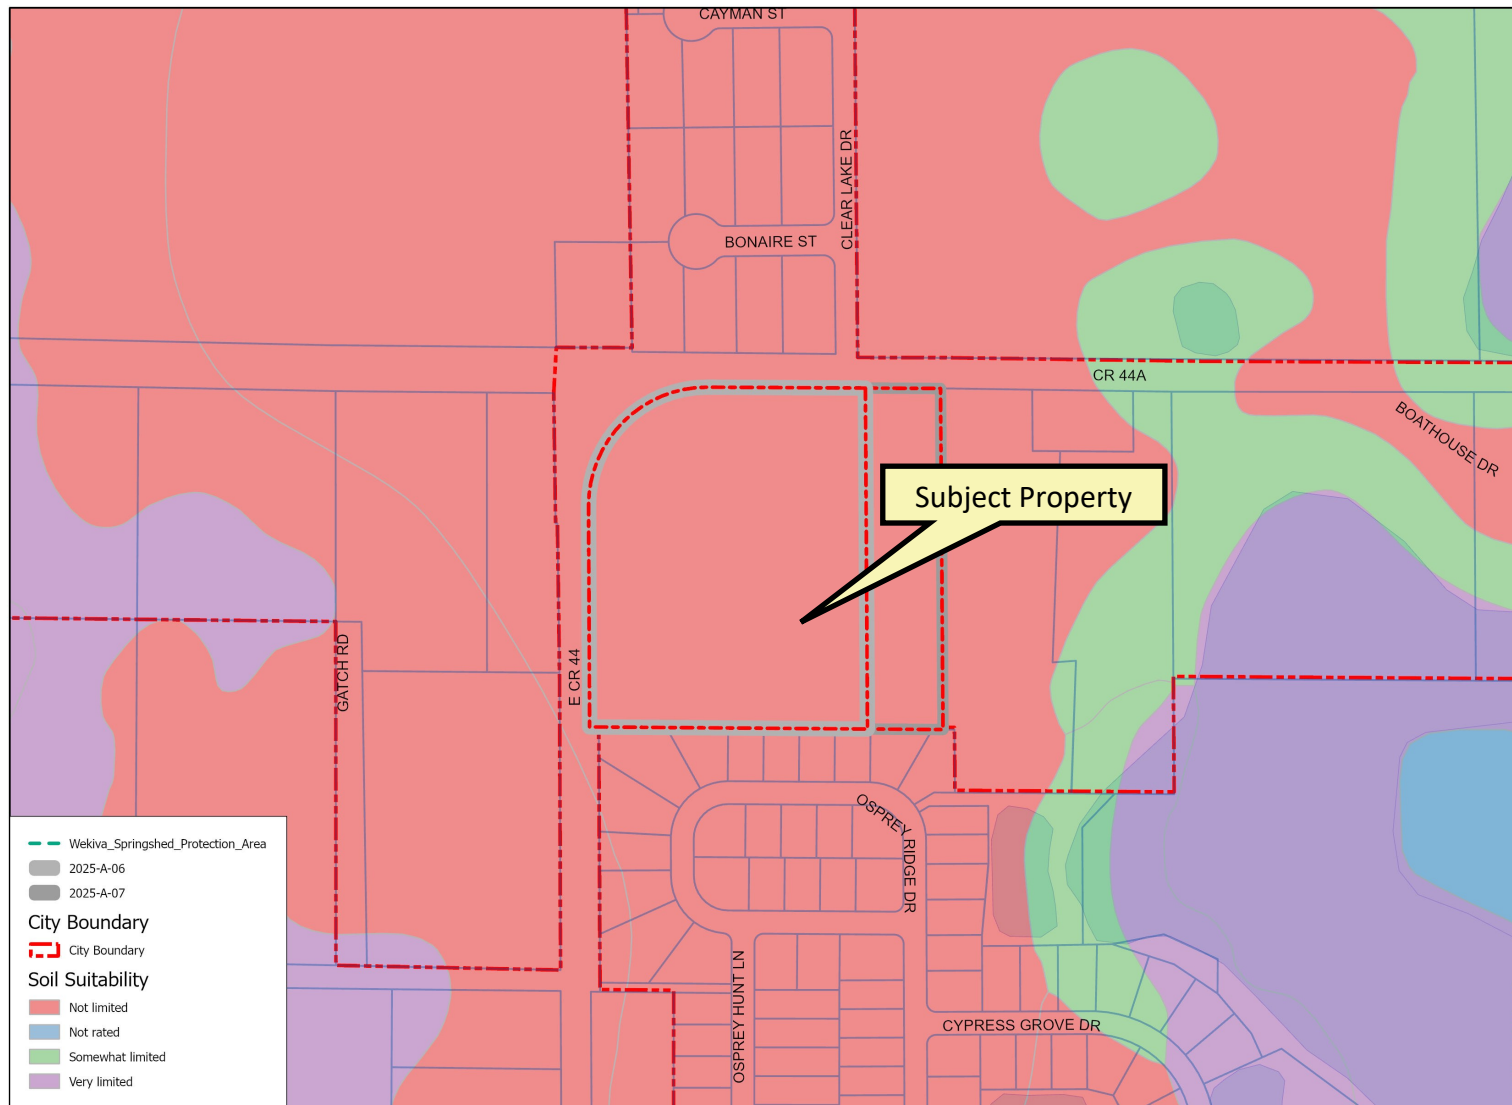 CAYMAN ST
CLEAR LAKE DR
BONAIRE ST
CR 44A
BOATHOUSE DR
Subject Property
GATCH RD
E CR 44
OSPREY RIDGE DR
OSPREY HUNT LN
CYPRESS GROVE DR
Wekiva_Springshed_Protection_Area
2025-A-06
2025-A-07
City Boundary
City Boundary
Soil Suitability
Not limited
Not rated
Somewhat limited
Very limited